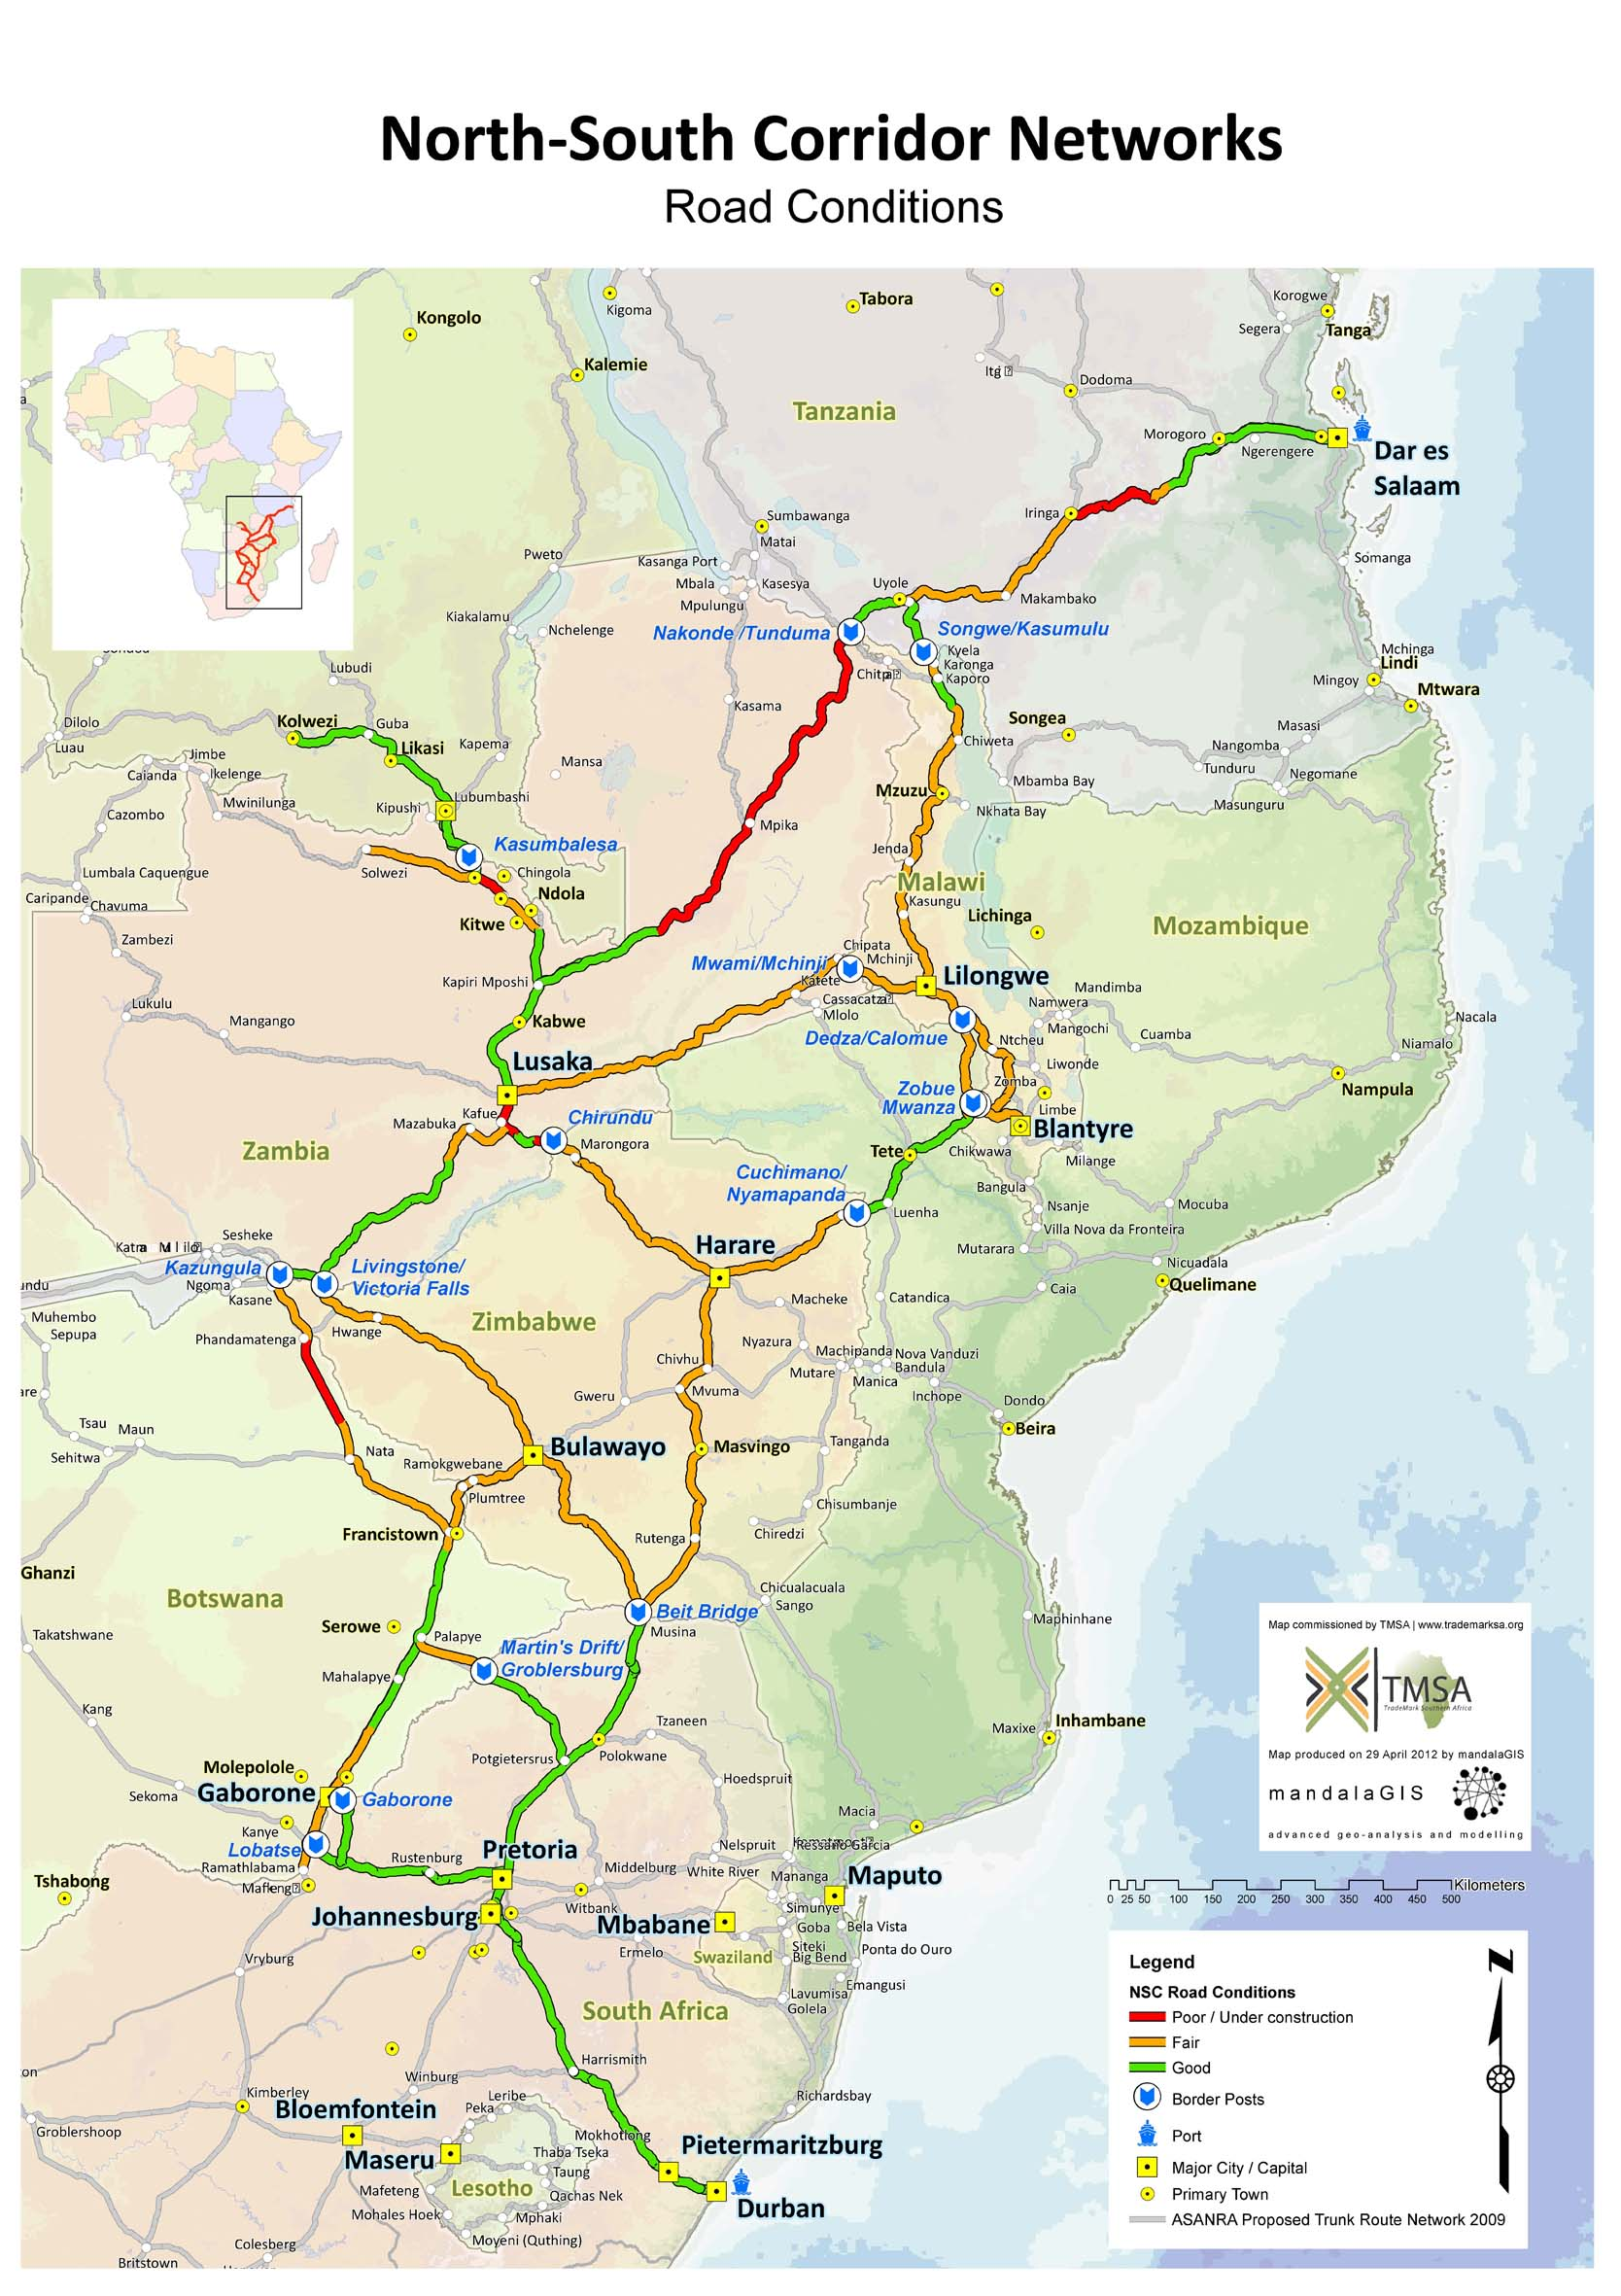 North-South Corridor Networks
Road Conditions
Kongolo
Kigoma
Tabora
Korogwe
Segera
Tanga
Kalemie
Dodoma
Tanzania
Morogoro
Ngerengere
Dar es
Salaam
Iringa
Sumbawanga
Matai
Somanga
Pweto
Kasanga Port
Mbala
Kasesya
Mpulungu
Uyole
Makambako
Kiakalamu
Nchelenge
Nakonde /Tunduma
Songwe/Kasumulu
Kyela
Karonga
Kaporo
Mchinga
Lindi
Mingoy
Mtwara
Lubudi
Kasama
Dilolo
Luau
Kolwezi
Guba
Likasi
Kapema
Songea
Chiweta
Masasi
Nangomba
Tunduru
Negomane
Masunguru
Jimbe
Caianda
Ikelenge
Mansa
Mwinilunga
Kipushi
Lubumbashi
Mbamba Bay
Mzuzu
Nkhata Bay
Cazombo
Mpika
Kasumbalesa
Jenda
Lumbala Caquengue
Solwezi
Chingola
Malawi
Caripande
Chavuma
Ndola
Kasungu
Kitwe
Lichinga
Mozambique
Zambezi
Chipata
Mwami/Mchinji
Mchinji
Katete
Lilongwe
Kapiri Mposhi
Mandimba
Lukulu
Mlolo
Namwera
Mangochi
Nacala
Mangango
Kabwe
Dedza/Calomue
Ntcheu
Cuamba
Niamalo
Lusaka
Liwonde
Zomba
Nampula
Zobue
Mwanza
Limbe
Blantyre
Mazabuka
Kafue
Chirundu
Marongora
Zambia
Tete
Chikwawa
Milange
Cuchimano/
Nyamapanda
Bangula
Nsanje
Luenha
Mocuba
Villa Nova da Fronteira
Sesheke
Harare
Mutarara
Nicuadala
Kazungula
Livingstone/
Victoria Falls
Ngoma
Kasane
Quelimane
Caia
Catandica
Macheke
Muhembo
Sepupa
Zimbabwe
Phandamatenga
Hwange
Nyazura
Machipanda
Nova Vanduzi
Bandula
Mutare
Manica
Chivhu
Mvuma
Gweru
Inchope
Dondo
Beira
Tsau
Maun
Sehitwa
Nata
Bulawayo
Masvingo
Tanganda
Ramokgwebane
Plumtree
Chisumbanje
Francistown
Rutenga
Chiredzi
Ghanzi
Botswana
Chicualacuala
Sango
Serowe
Beit Bridge
Musina
Maphinhane
Takatshwane
Palapye
Martin's Drift/
Groblersburg
Mahalapye
Kang
Tzaneen
Maxixe
Inhambane
Potgietersrus
Polokwane
Molepolole
Hoedspruit
Sekoma
Gaborone
Gaborone
Macia
Kanye
Lobatse
Pretoria
Nelspruit
Ressano Garcia
Ramathlabama
Rustenburg
Middelburg
White River
Tshabong
Mananga
Maputo
Johannesburg
Witbank
Mbabane
Simunye
Goba
Bela Vista
Ermelo
Swaziland
Siteki
Big Bend
Ponta do Ouro
Vryburg
Emangusi
Lavumisa
Golela
South Africa
Harrismith
Winburg
Kimberley
Bloemfontein
Leribe
Peka
Richardsbay
Groblershoop
Mokhotlong
Pietermaritzburg
Maseru
Thaba Tseka
Taung
Mafeteng
Lesotho
Qachas Nek
Durban
Mohales Hoek
Mphaki
Moyeni (Quthing)
Colesberg
Britstown
Map commissioned by TMSA | www.trademarksa.org
TMSA
TradeMark Southern Africa
Map produced on 29 April 2012 by mandalaGIS
mandalaGIS
advanced geo-analysis and modelling
Kilometers
0 25 50 100 150 200 250 300 350 400 450 500
Legend
NSC Road Conditions
Poor / Under construction
Fair
Good
Border Posts
Port
Major City / Capital
Primary Town
ASANRA Proposed Trunk Route Network 2009
N